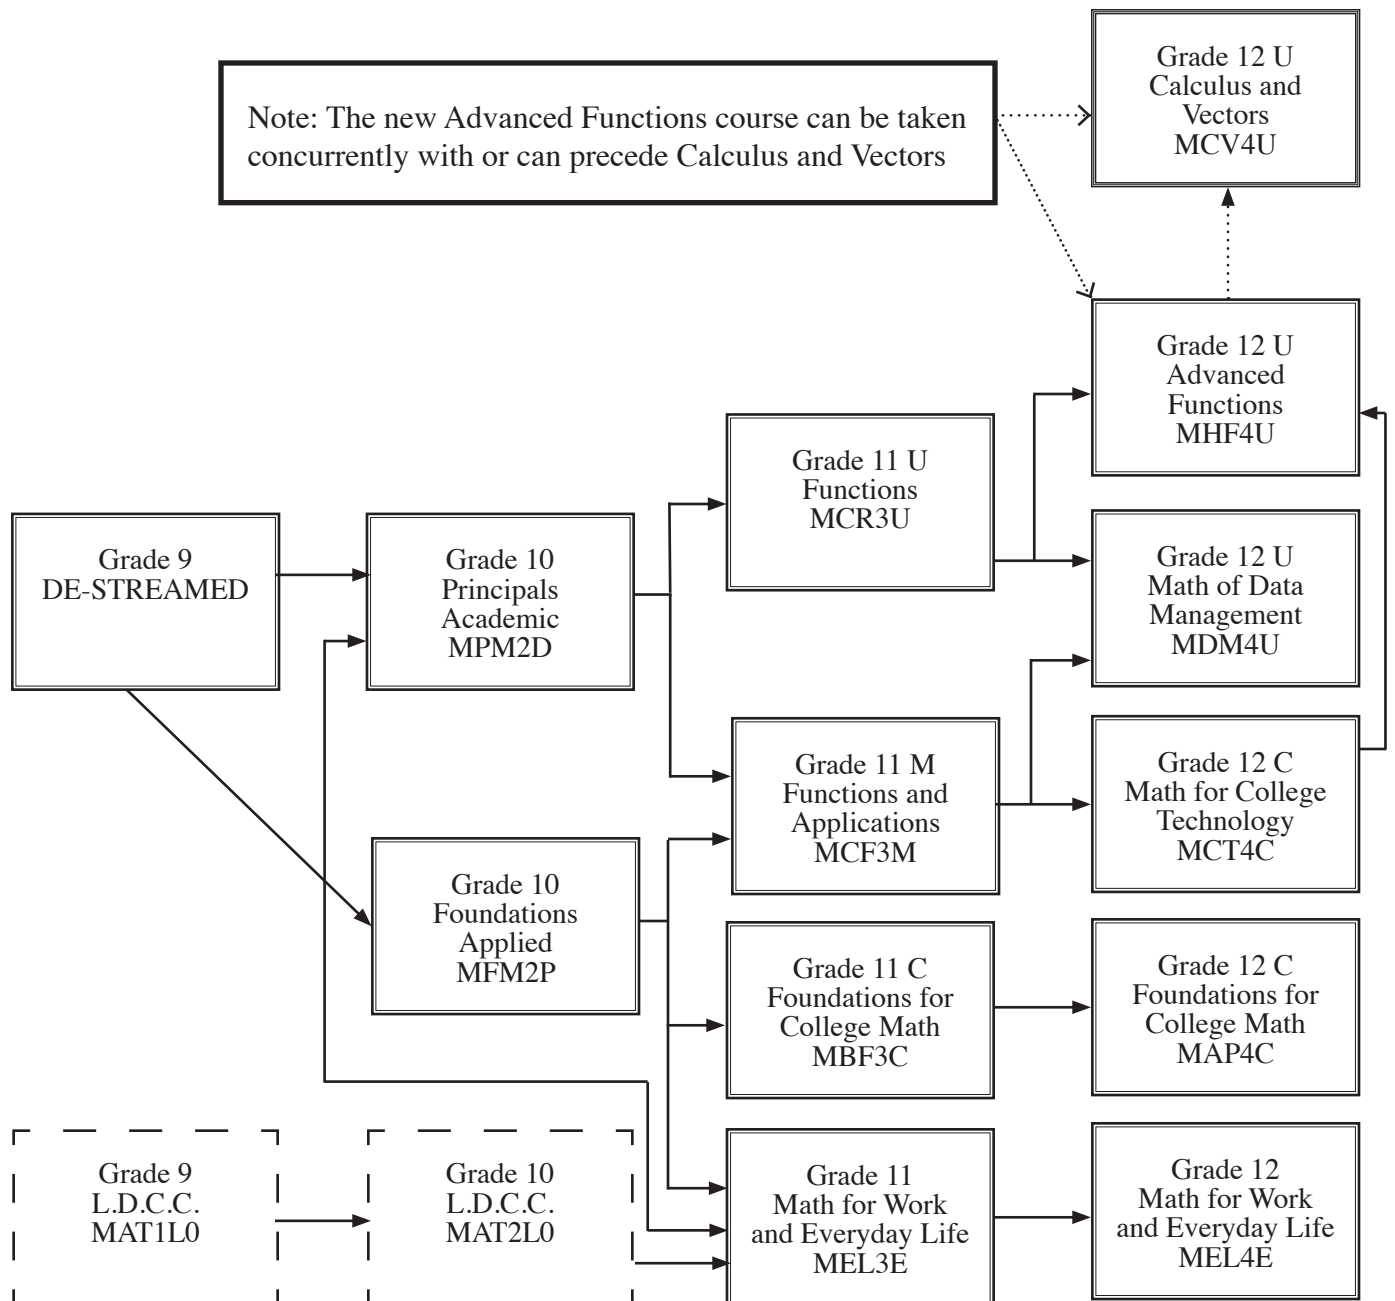 Note: The new Advanced Functions course can be taken
concurrently with or can precede Calculus and Vectors
Grade 12 U
Calculus and
Vectors
MCV4U
Grade 12 U
Advanced
Functions
MHF4U
Grade 11 U
Functions
MCR3U
Grade 9
DE-STREAMED
Grade 10
Principals
Academic
MPM2D
Grade 12 U
Math of Data
Management
MDM4U
Grade 11 M
Functions and
Applications
MCF3M
Grade 12 C
Math for College
Technology
MCT4C
Grade 10
Foundations
Applied
MFM2P
Grade 11 C
Foundations for
College Math
MBF3C
Grade 12 C
Foundations for
College Math
MAP4C
Grade 9
L.D.C.C.
MAT1L0
Grade 10
L.D.C.C.
MAT2L0
Grade 11
Math for Work
and Everyday Life
MEL3E
Grade 12
Math for Work
and Everyday Life
MEL4E